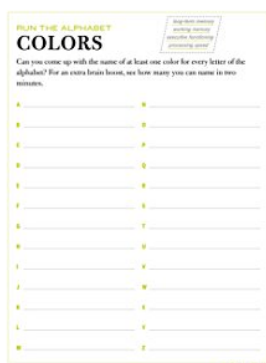 RUN THE ALPHABET
COLORS
long-term memory
working memory
executive functioning
processing speed
Can you come up with the name of at least one color for every letter of the
alphabet? For an extra brain boost, see how many you can name in two
minutes.
A
B
C
D
E
F
G
H
I
J
K
L
M
N
O
P
Q
R
S
T
U
V
W
X
Y
Z